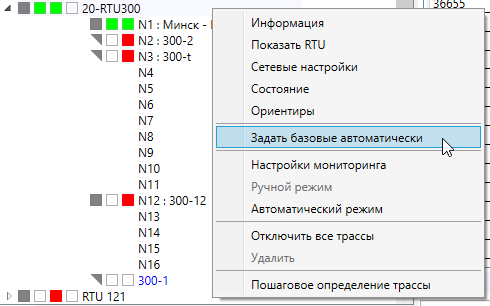 20-RTU300
N1 : Минск -
N2 : 300-2
N3 : 300-t
N4
N5
N6
N7
N8
N9
N10
N11
N12 : 300-12
N13
N14
N15
N16
300-1
RTU 121
Информация
Показать RTU
Сетевые настройки
Состояние
Ориентиры
Задать базовые автоматически
Настройки мониторинга
Ручной режим
Автоматический режим
Отключить все трассы
Удалить
Пошаговое определение трассы
36655